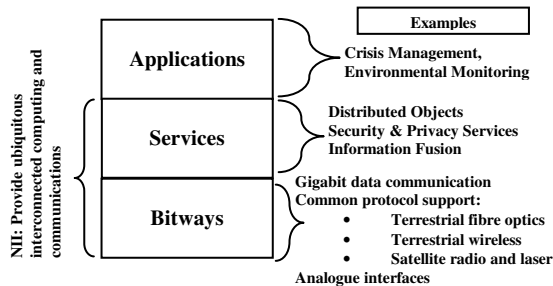 Examples
Applications
Crisis Management,
Environmental Monitoring
NII: Provide ubiquitous
interconnected computing and
communications
Services
Distributed Objects
Security & Privacy Services
Information Fusion
Bitways
Gigabit data communication
Common protocol support:
• Terrestrial fibre optics
• Terrestrial wireless
• Satellite radio and laser
Analogue interfaces